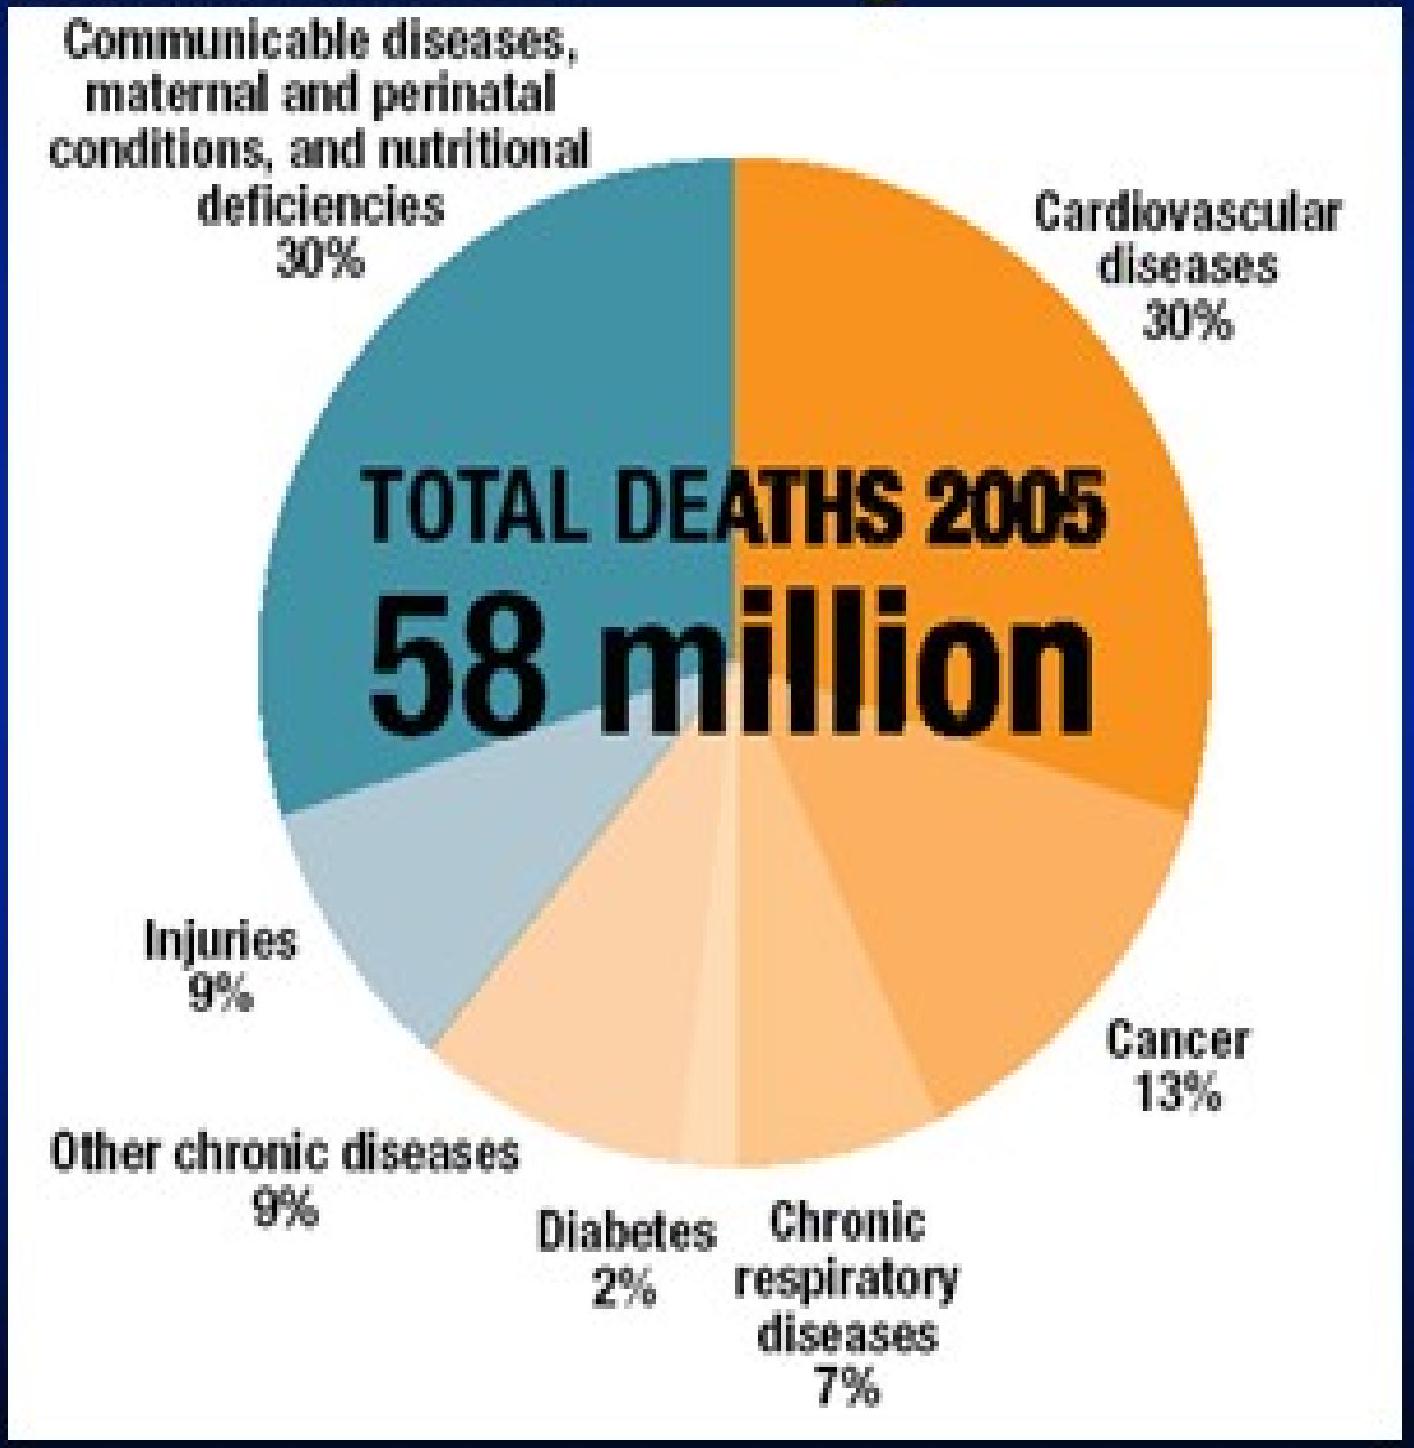 Communicable diseases,
maternal and perinatal
conditions, and nutritional
deficiencies
30%
Cardiovascular
diseases
30%
TOTAL DEATHS 2005
58 million
Injuries
9%
Cancer
13%
Other chronic diseases
9%
Diabetes
2%
Chronic
respiratory
diseases
7%